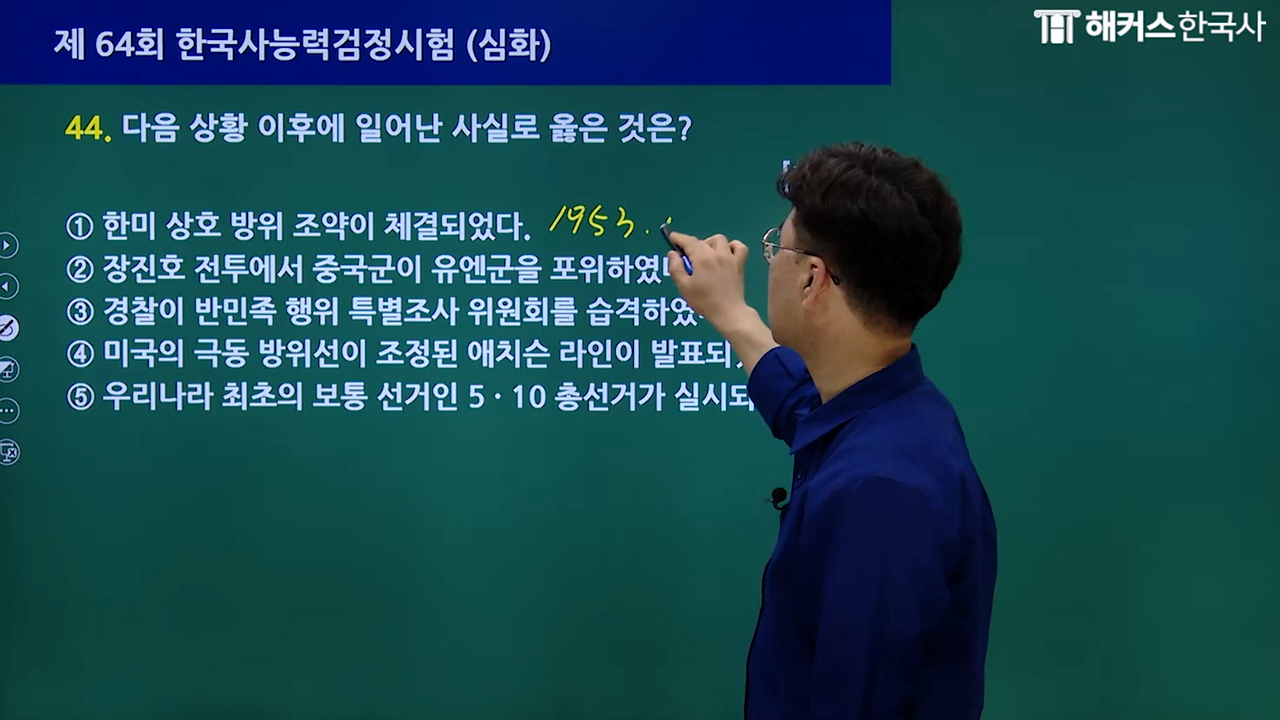 제 64회 한국사능력검정시험 (심화)
해커스한국사
44. 다음 상황 이후에 일어난 사실로 옳은 것은?
① 한미 상호 방위 조약이 체결되었다. 1953.
② 장진호 전투에서 중국군이 유엔군을 포위하였
③ 경찰이 반민족 행위 특별조사 위원회를 습격하였
④ 미국의 극동 방위선이 조정된 애치슨 라인이 발표되
⑤ 우리나라 최초의 보통 선거인 5·10 총선거가 실시되